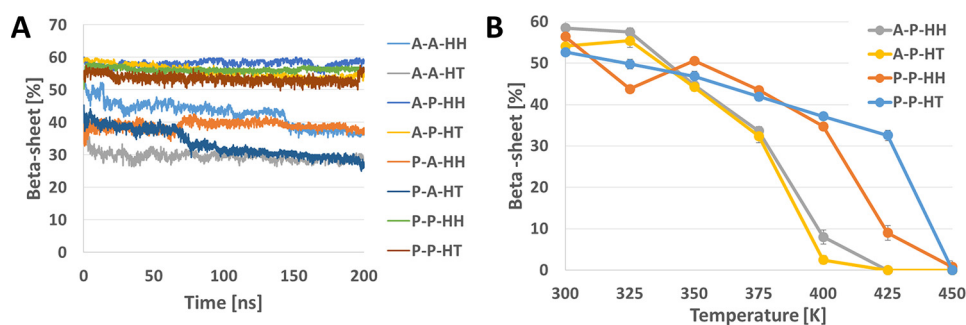 A
70
60
50
40
30
20
10
0
Beta-sheet [%]
0 50 100 150 200
Time [ns]
A-A-HH
A-A-HT
A-P-HH
A-P-HT
P-A-HH
P-A-HT
P-P-HH
P-P-HT
B
60
50
40
30
20
10
0
Beta-sheet [%]
300 325 350 375 400 425 450
Temperature [K]
A-P-HH
A-P-HT
P-P-HH
P-P-HT